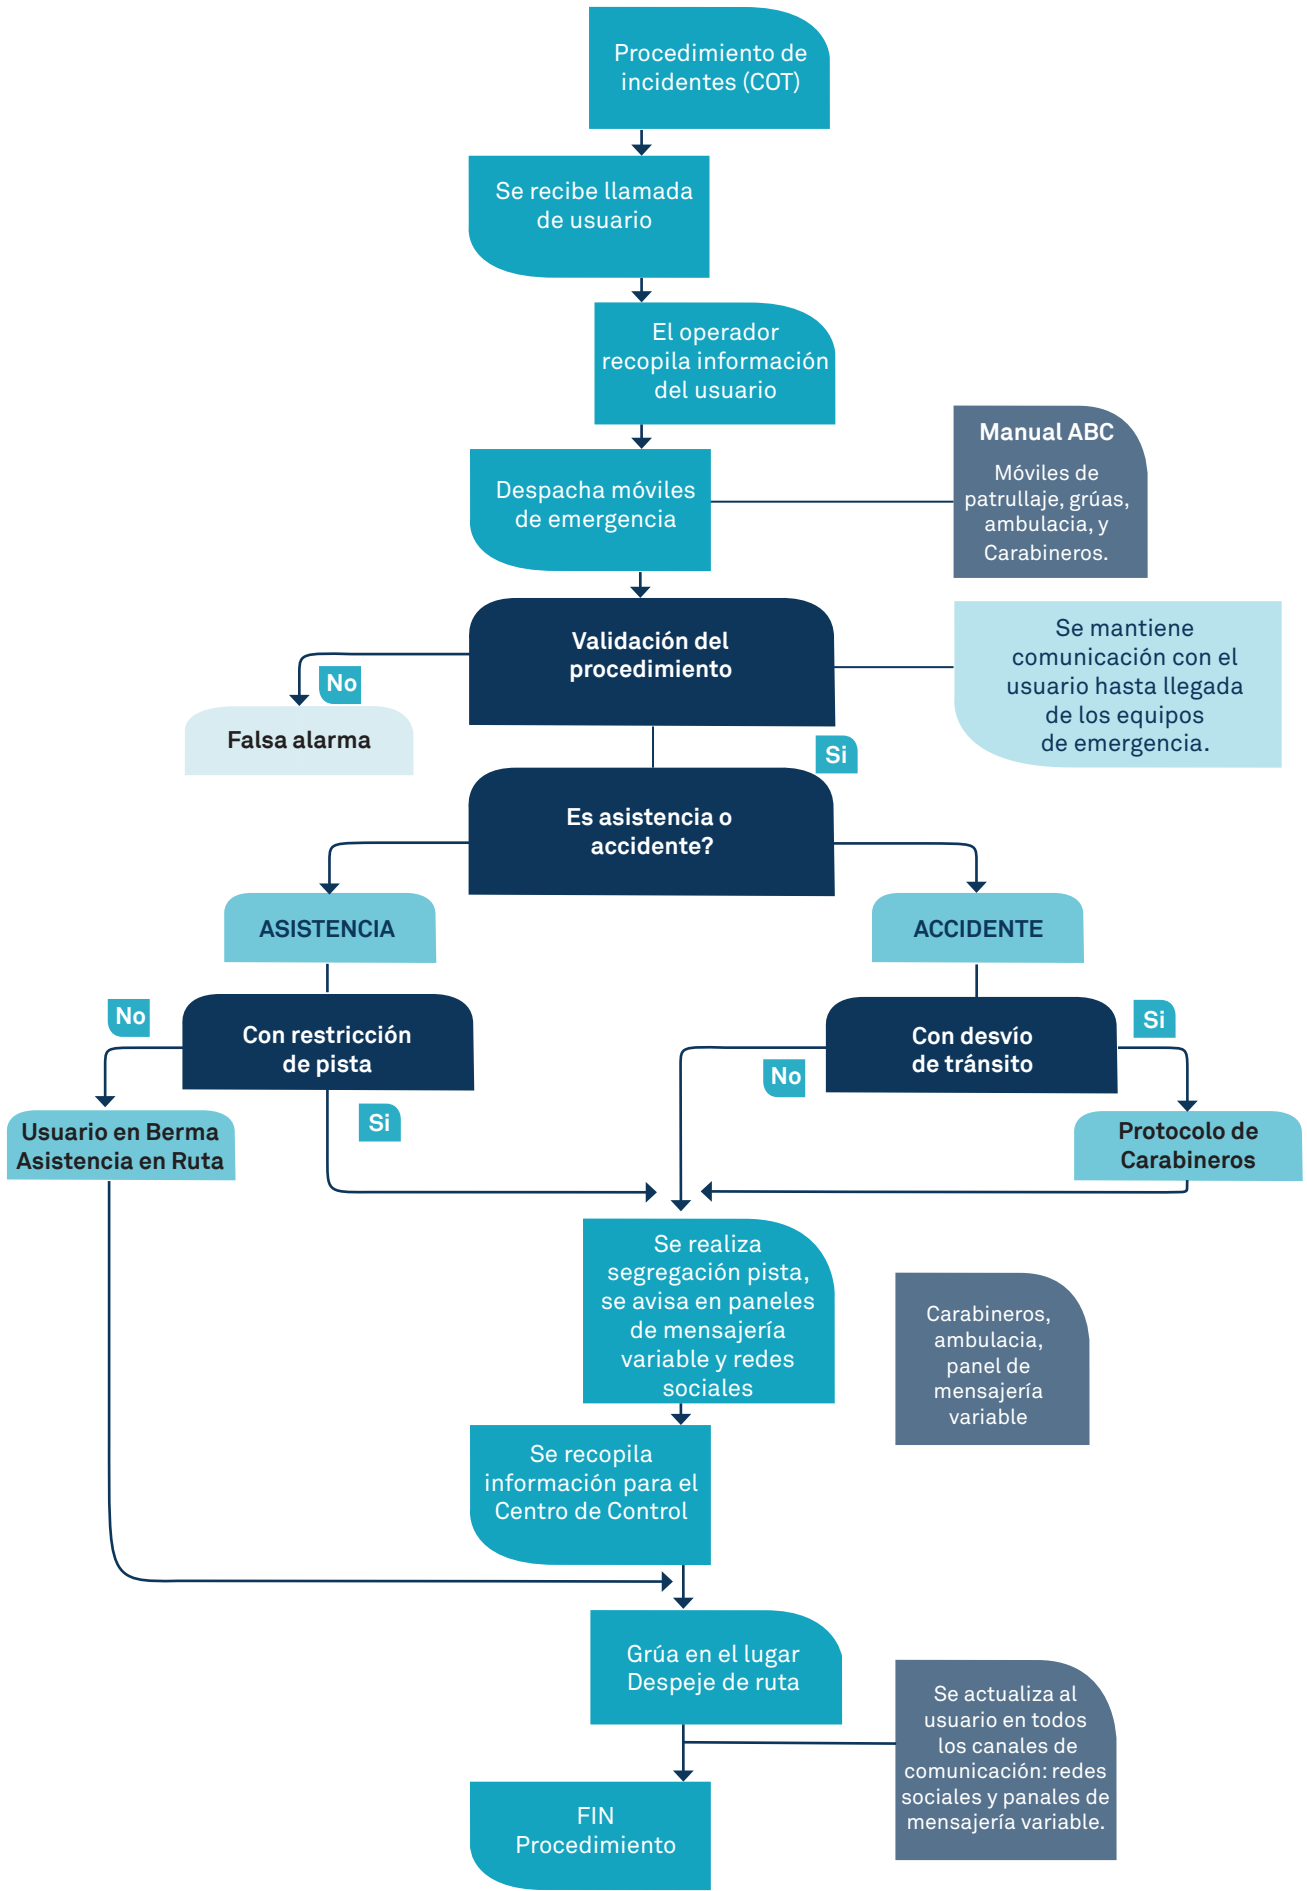 Procedimiento de
incidentes (COT)
Se recibe llamada
de usuario
El operador
recopila información
del usuario
Despacha móviles
de emergencia
Manual ABC
Móviles de
patrullaje, grúas,
ambulacia, y
Carabineros.
Validación del
procedimiento
Se mantiene
comunicación con el
usuario hasta llegada
de los equipos
de emergencia.
No
Falsa alarma
Si
Es asistencia o
accidente?
ASISTENCIA
ACCIDENTE
No
Con restricción
de pista
Si
Con desvío
de tránsito
Si
No
Usuario en Berma
Asistencia en Ruta
Protocolo de
Carabineros
Se realiza
segregación pista,
se avisa en paneles
de mensajería
variable y redes
sociales
Carabineros,
ambulacia,
panel de
mensajería
variable
Se recopila
información para el
Centro de Control
Grúa en el lugar
Despeje de ruta
Se actualiza al
usuario en todos
los canales de
comunicación: redes
sociales y panales de
mensajería variable.
FIN
Procedimiento